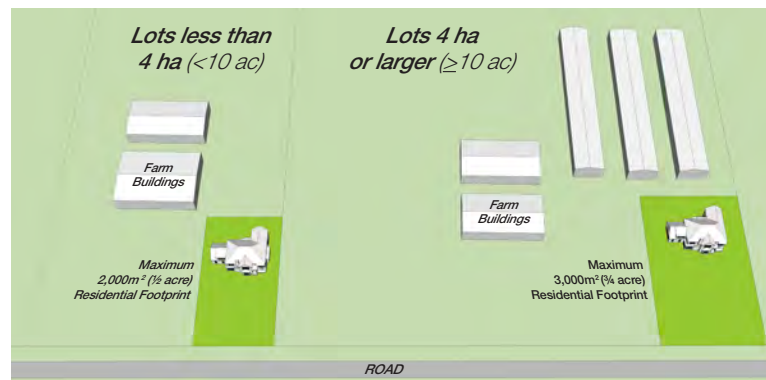 Lots less than
4 ha (<10 ac)
Lots 4 ha
or larger (≥10 ac)
Farm
Buildings
Farm
Buildings
Maximum
2,000m² (½ acre)
Residential Footprint
Maximum
3,000m² (¾ acre)
Residential Footprint
ROAD